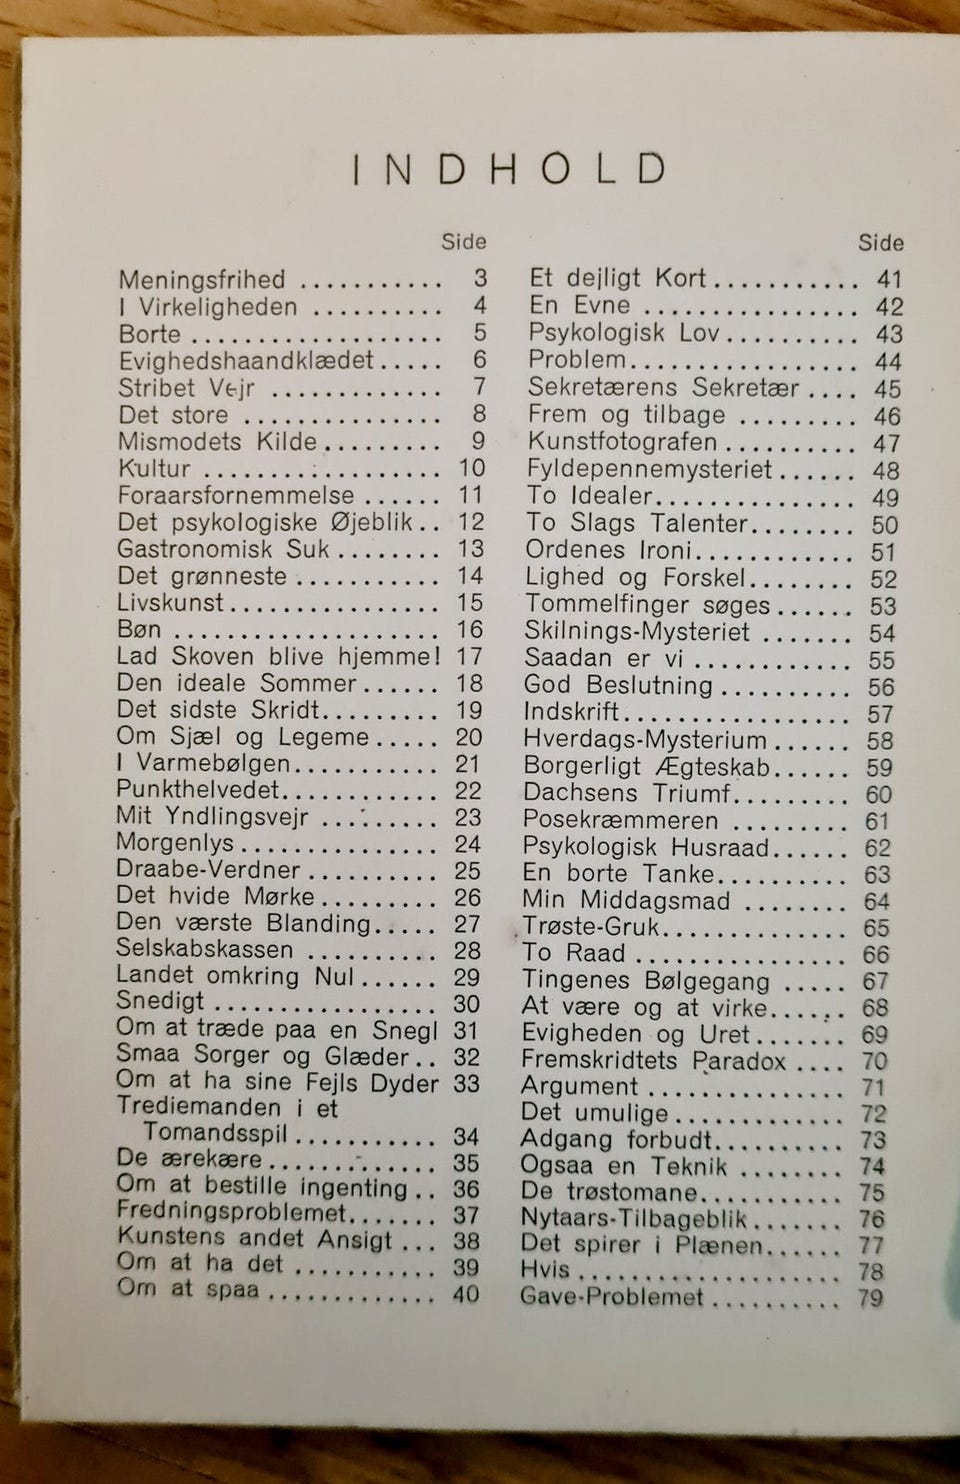 INDHOLD
Side
Meningsfrihed ........... 3
I Virkeligheden .......... 4
Borte ................... 5
Evighedshaandklædet..... 6
Stribet Vejr ............. 7
Det store ............... 8
Mismodets Kilde......... 9
Kultur .................. 10
Foraarsfornemmelse ...... 11
Det psykologiske Øjeblik.. 12
Gastronomisk Suk........ 13
Det grønneste ........... 14
Livskunst................ 15
Bøn .................... 16
Lad Skoven blive hjemme! 17
Den ideale Sommer...... 18
Det sidste Skridt......... 19
Om Sjæl og Legeme..... 20
I Varmebølgen........... 21
Punkthelvedet............ 22
Mit Yndlingsvejr ......... 23
Morgenlys............... 24
Draabe-Verdner .......... 25
Det hvide Mørke......... 26
Den værste Blanding..... 27
Selskabskassen .......... 28
Landet omkring Nul...... 29
Snedigt ................. 30
Om at træde paa en Snegl 31
Smaa Sorger og Glæder.. 32
Om at ha sine Fejls Dyder 33
Trediemanden i et
Tomandsspil........... 34
De ærekære............. 35
Om at bestille ingenting.. 36
Fredningsproblemet....... 37
Kunstens andet Ansigt ... 38
Om at ha det ........... 39
Om at spaa ............. 40
Side
Et dejligt Kort........... 41
En Evne ................ 42
Psykologisk Lov.......... 43
Problem................. 44
Sekretærens Sekretær .... 45
Frem og tilbage ......... 46
Kunstfotografen .......... 47
Fyldepennemysteriet...... 48
To Idealer............... 49
To Slags Talenter........ 50
Ordenes Ironi............ 51
Lighed og Forskel........ 52
Tommelfinger søges...... 53
Skilnings-Mysteriet ....... 54
Saadan er vi ............ 55
God Beslutning .......... 56
Indskrift................. 57
Hverdags-Mysterium...... 58
Borgerligt Ægteskab...... 59
Dachsens Triumf......... 60
Posekræmmeren ......... 61
Psykologisk Husraad...... 62
En borte Tanke.......... 63
Min Middagsmad ........ 64
Trøste-Gruk.............. 65
To Raad ................ 66
Tingenes Bølgegang ..... 67
At være og at virke...... 68
Evigheden og Uret....... 69
Fremskridtets Paradox .... 70
Argument ............... 71
Det umulige............. 72
Adgang forbudt.......... 73
Ogsaa en Teknik ........ 74
De trøstomane........... 75
Nytaars-Tilbageblik....... 76
Det spirer i Plænen...... 77
Hvis .................... 78
Gave-Problemet .......... 79